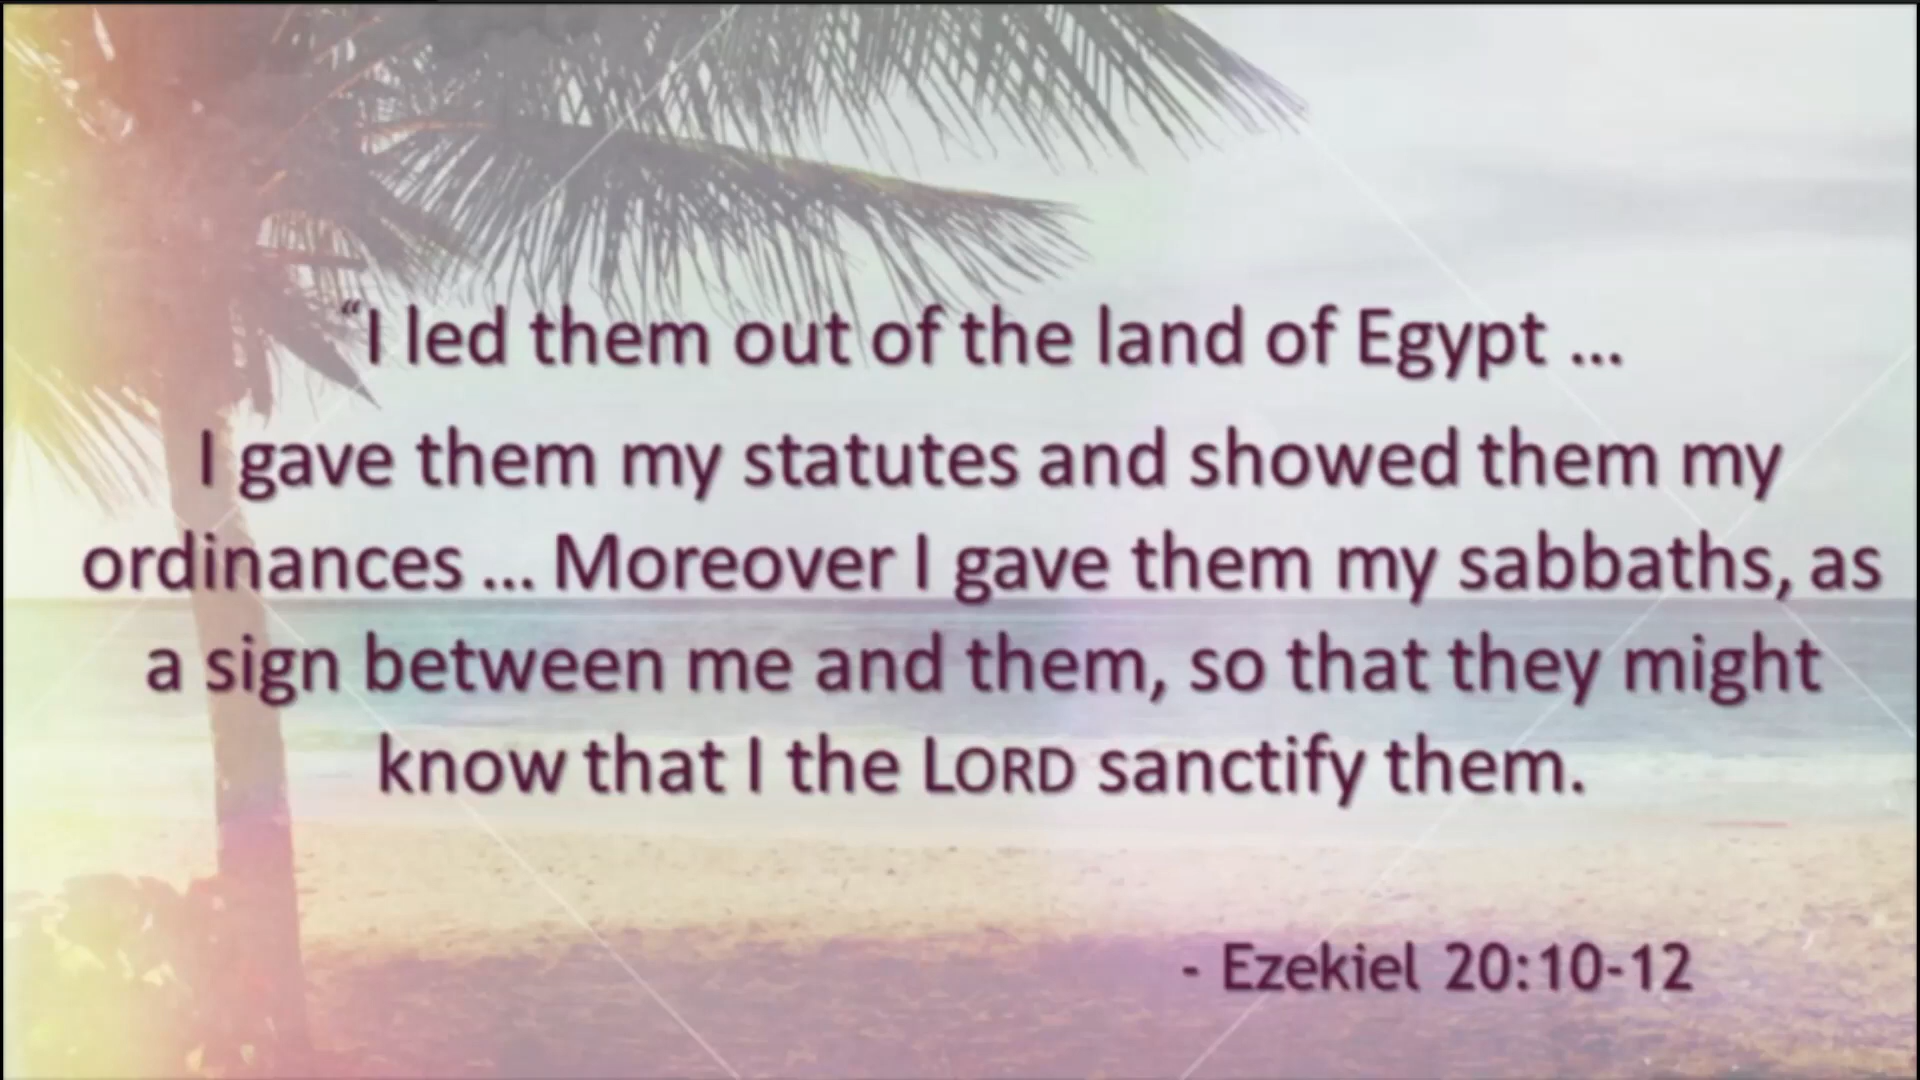 “I led them out of the land of Egypt ...
I gave them my statutes and showed them my
ordinances ... Moreover I gave them my sabbaths, as
a sign between me and them, so that they might
know that I the LORD sanctify them.
- Ezekiel 20:10-12